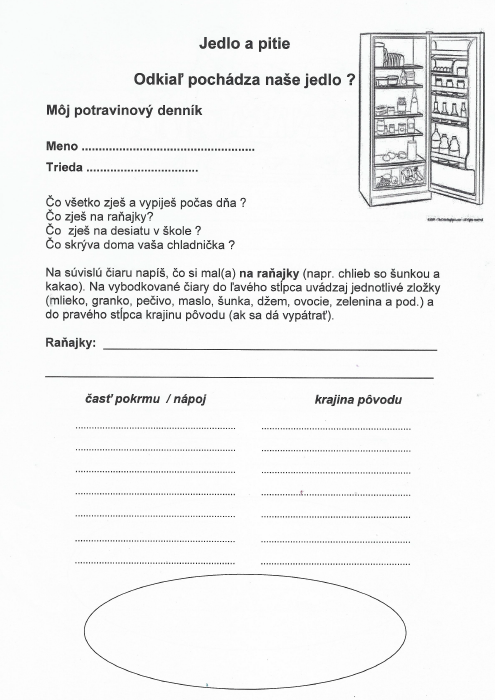 Jedlo a pitie
Odkiaľ pochádza naše jedlo ?
Môj potravinový denník
Meno ....................................................
Trieda ..................................
Čo všetko zješ a vypiješ počas dňa ?
Čo zješ na raňajky?
Čo  zješ na desiatu v škole ?
Čo skrýva doma vaša chladnička ?
Na súvislú čiaru napíš, čo si mal(a) na raňajky (napr. chlieb so šunkou a
kakao). Na vybodkované čiary do ľavého stĺpca uvádzaj jednotlivé zložky
(mlieko, granko, pečivo, maslo, šunka, džem, ovocie, zelenina a pod.) a
do pravého stĺpca krajinu pôvodu (ak sa dá vypátrať).
Raňajky:
časť pokrmu  / nápoj
krajina pôvodu